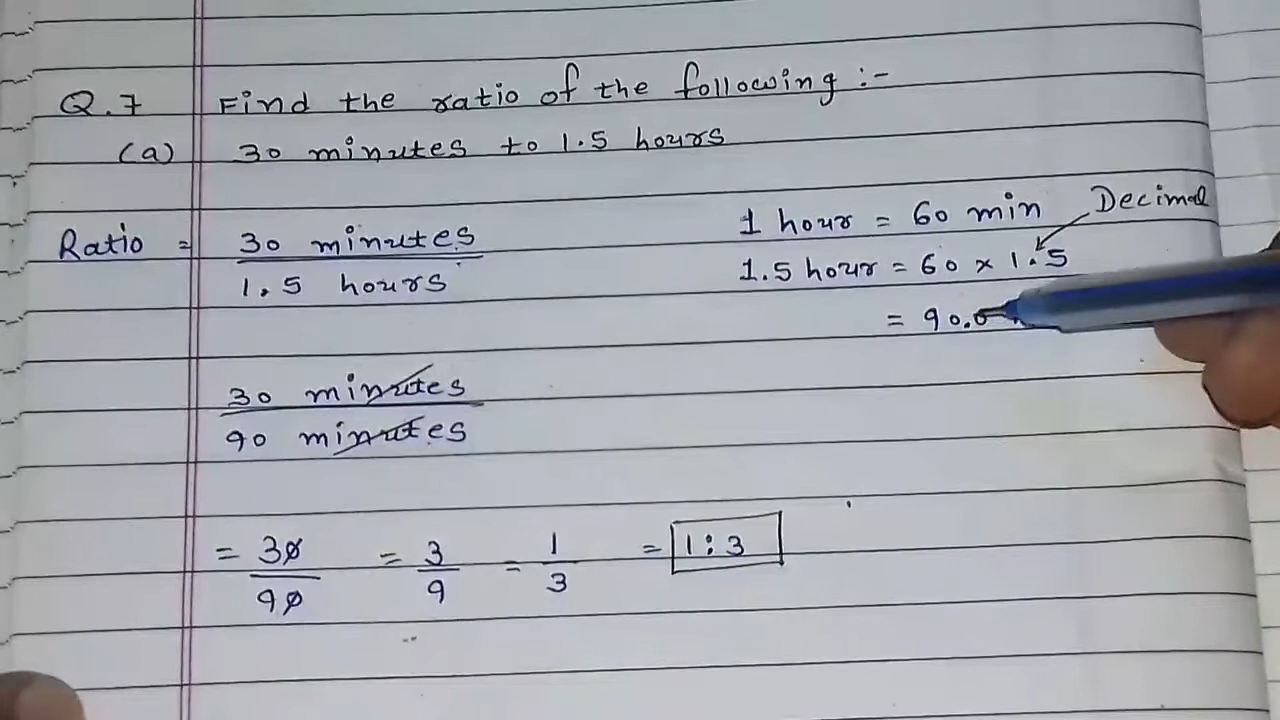 Q.7 Find the ratio of the following :-
(a) 30 minutes to 1.5 hours
Ratio = 30 minutes
1.5 hours
1 hour = 60 min
Decimal
1.5 hour = 60 x 1.5
= 90.0
30 minutes
90 minutes
= 30 = 3 = 1 = 1:3
90 9 3